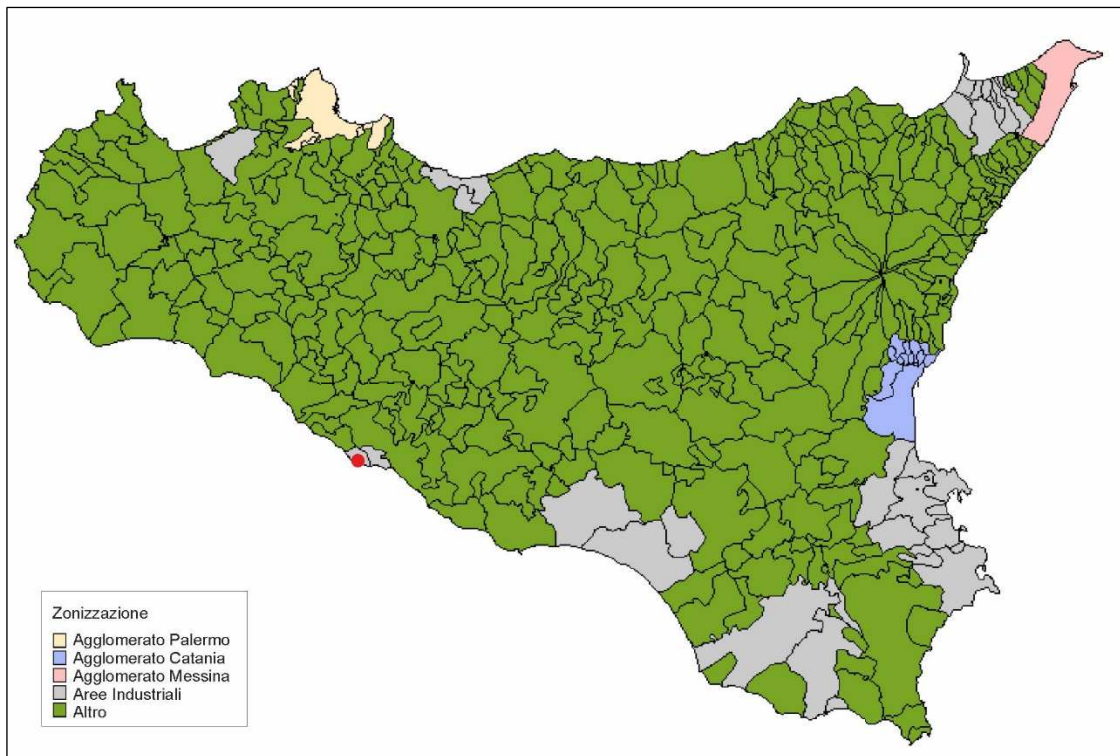 Zonizzazione
Agglomerato Palermo
Agglomerato Catania
Agglomerato Messina
Aree Industriali
Altro